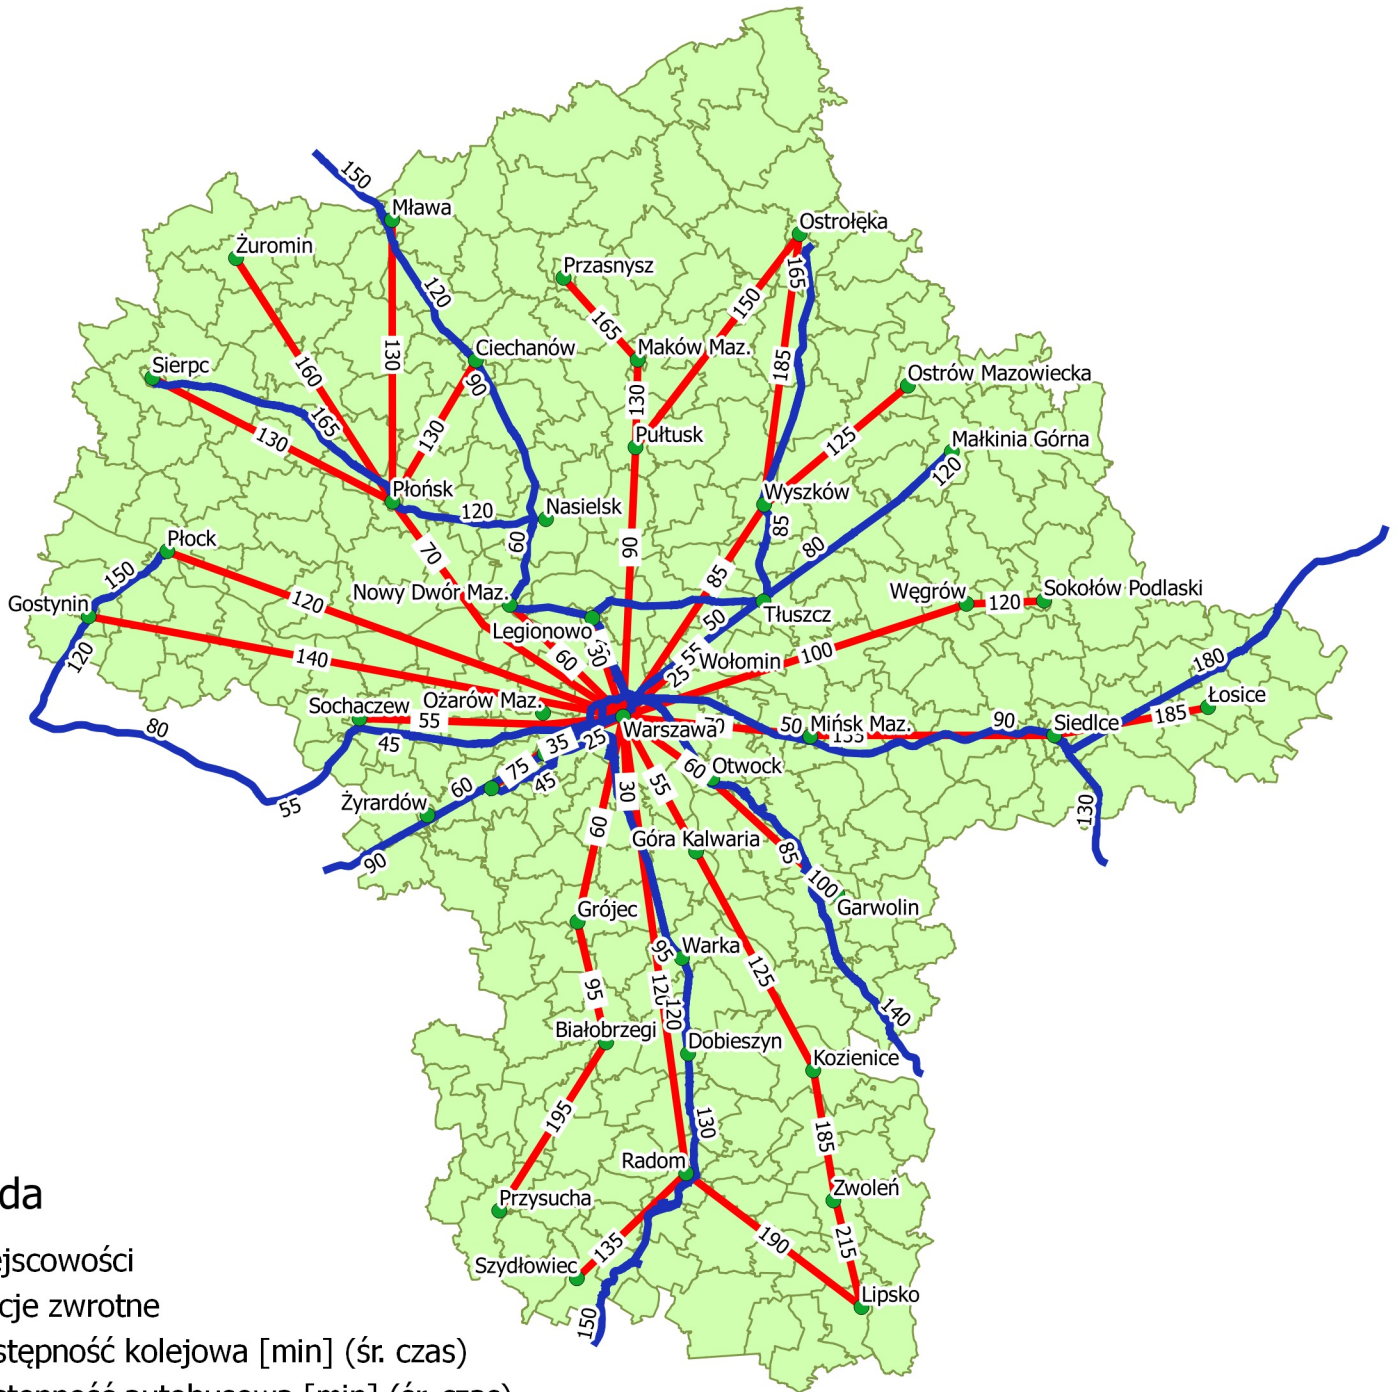 150
Mława
Ostrołęka
Żuromin
Przasnysz
165
120
150
165
130
Ciechanów
Maków Maz.
185
Sierpc
160
90
Ostrów Mazowiecka
130
165
130
130
125
Pułtusk
Małkinia Górna
120
Płońsk
Wyszków
120
Nasielsk
85
Płock
70
60
90
80
150
85
Węgrów
120
Sokołów Podlaski
Gostynin
120
Nowy Dwór Maz.
Tłuszcz
Legionowo
50
120
140
60
30
55
Wołomin
100
180
25
Łosice
Sochaczew
Ożarów Maz.
55
185
80
45
Warszawa
50
Mińsk Maz.
90
Siedlce
35
25
75
60
Otwock
60
45
30
55
55
Żyrardów
60
130
Góra Kalwaria
85
90
100
Grójec
Garwolin
95
Warka
125
95
120
120
140
Białobrzegi
Dobieszyn
Kozienice
195
130
185
Radom
Zwoleń
Przysucha
190
215
135
Szydłowiec
Lipsko
150
da
ejscowości
cje zwrotne
stępność kolejowa [min] (śr. czas)